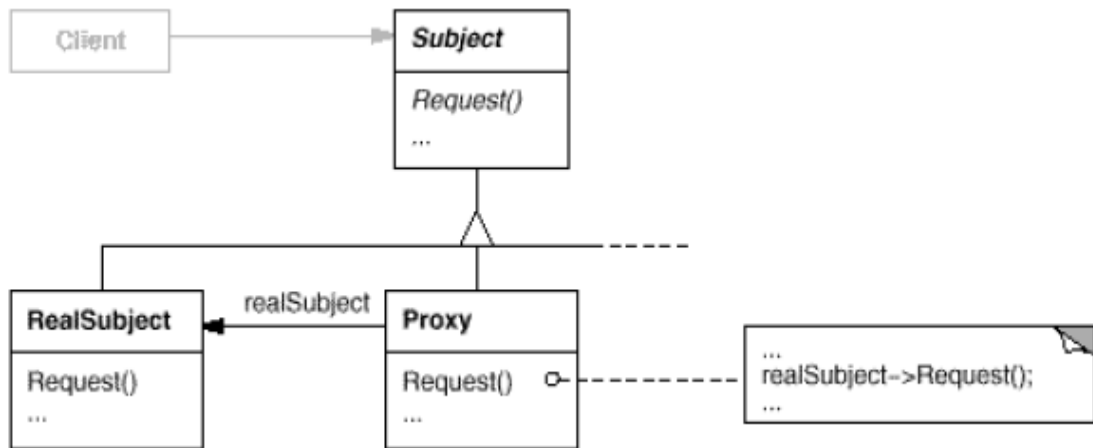 Client
Subject
Request()
...
realSubject
RealSubject
Request()
...
Proxy
Request()
...
...
realSubject->Request();
...